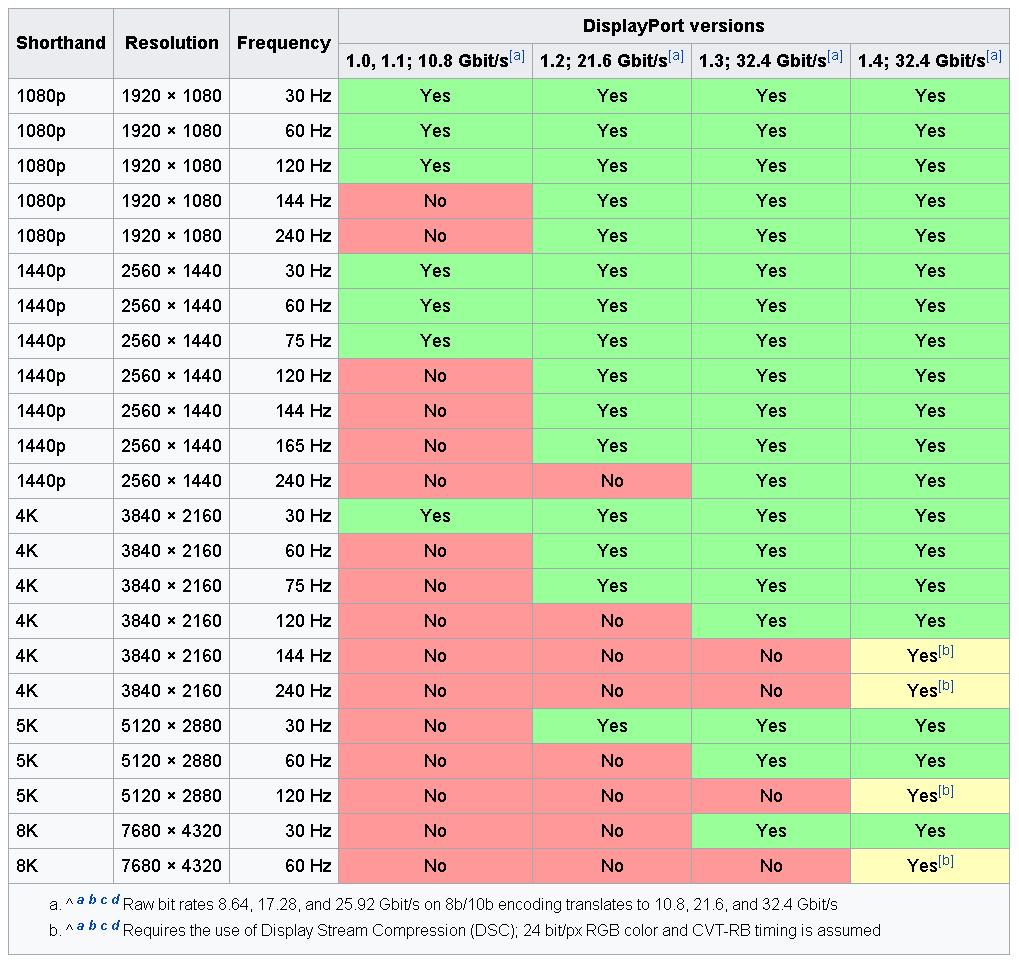 DisplayPort versions
Shorthand Resolution Frequency
1.0, 1.1; 10.8 Gbit/s[a] 1.2; 21.6 Gbit/s[a] 1.3; 32.4 Gbit/s[a] 1.4; 32.4 Gbit/s[a]
1080p 1920 × 1080 30 Hz Yes Yes Yes Yes
1080p 1920 × 1080 60 Hz Yes Yes Yes Yes
1080p 1920 × 1080 120 Hz Yes Yes Yes Yes
1080p 1920 × 1080 144 Hz No Yes Yes Yes
1080p 1920 × 1080 240 Hz No Yes Yes Yes
1440p 2560 × 1440 30 Hz Yes Yes Yes Yes
1440p 2560 × 1440 60 Hz Yes Yes Yes Yes
1440p 2560 × 1440 75 Hz Yes Yes Yes Yes
1440p 2560 × 1440 120 Hz No Yes Yes Yes
1440p 2560 × 1440 144 Hz No Yes Yes Yes
1440p 2560 × 1440 165 Hz No Yes Yes Yes
1440p 2560 × 1440 240 Hz No No Yes Yes
4K 3840 × 2160 30 Hz Yes Yes Yes Yes
4K 3840 × 2160 60 Hz No Yes Yes Yes
4K 3840 × 2160 75 Hz No Yes Yes Yes
4K 3840 × 2160 120 Hz No No Yes Yes
4K 3840 × 2160 144 Hz No No No Yes[b]
4K 3840 × 2160 240 Hz No No No Yes[b]
5K 5120 × 2880 30 Hz No Yes Yes Yes
5K 5120 × 2880 60 Hz No No Yes Yes
5K 5120 × 2880 120 Hz No No No Yes[b]
8K 7680 × 4320 30 Hz No No Yes Yes
8K 7680 × 4320 60 Hz No No No Yes[b]
a. ^ a b c d Raw bit rates 8.64, 17.28, and 25.92 Gbit/s on 8b/10b encoding translates to 10.8, 21.6, and 32.4 Gbit/s
b. ^ a b c d Requires the use of Display Stream Compression (DSC); 24 bit/px RGB color and CVT-RB timing is assumed